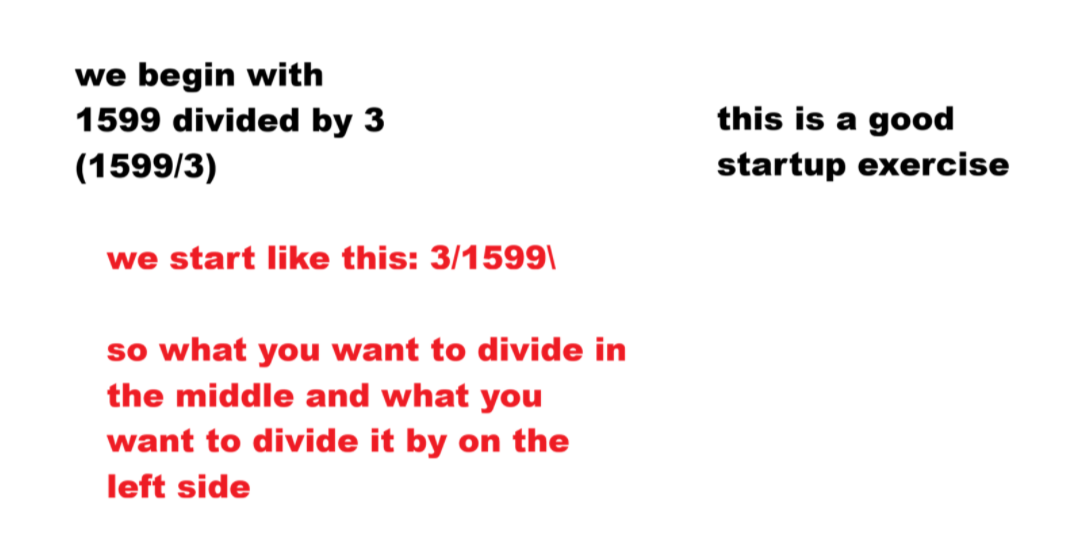 we begin with
1599 divided by 3
(1599/3)
this is a good
startup exercise
we start like this: 3/1599\
so what you want to divide in
the middle and what you
want to divide it by on the
left side